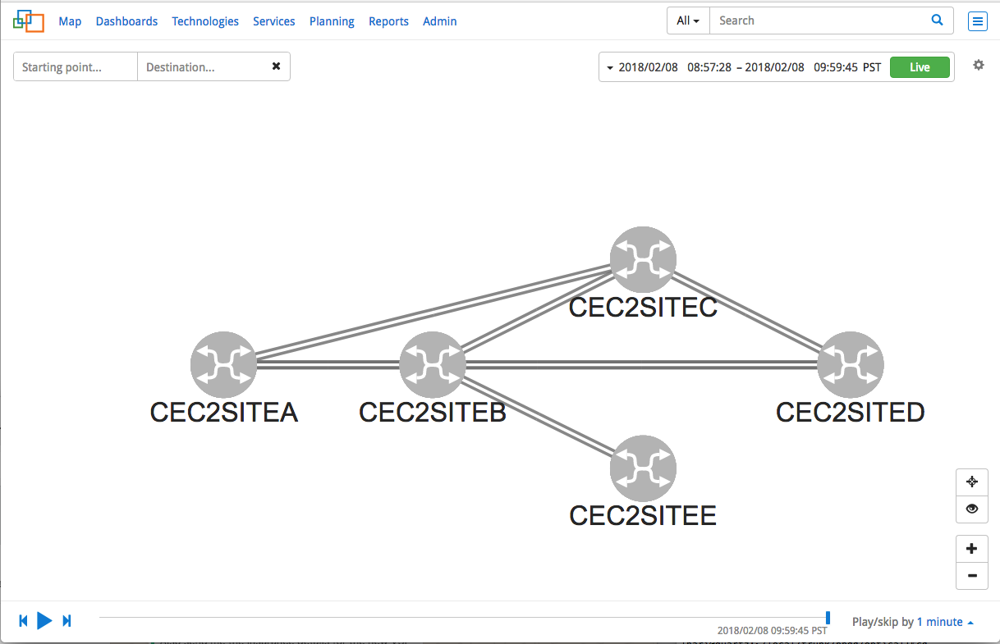 Map Dashboards Technologies Services Planning Reports Admin All Search
Starting point... Destination... 2018/02/08 08:57:28 – 2018/02/08 09:59:45 PST Live
CEC2SITEC
CEC2SITEA CEC2SITEB CEC2SITED
CEC2SITEE
Play/skip by 1 minute
2018/02/08 09:59:45 PST